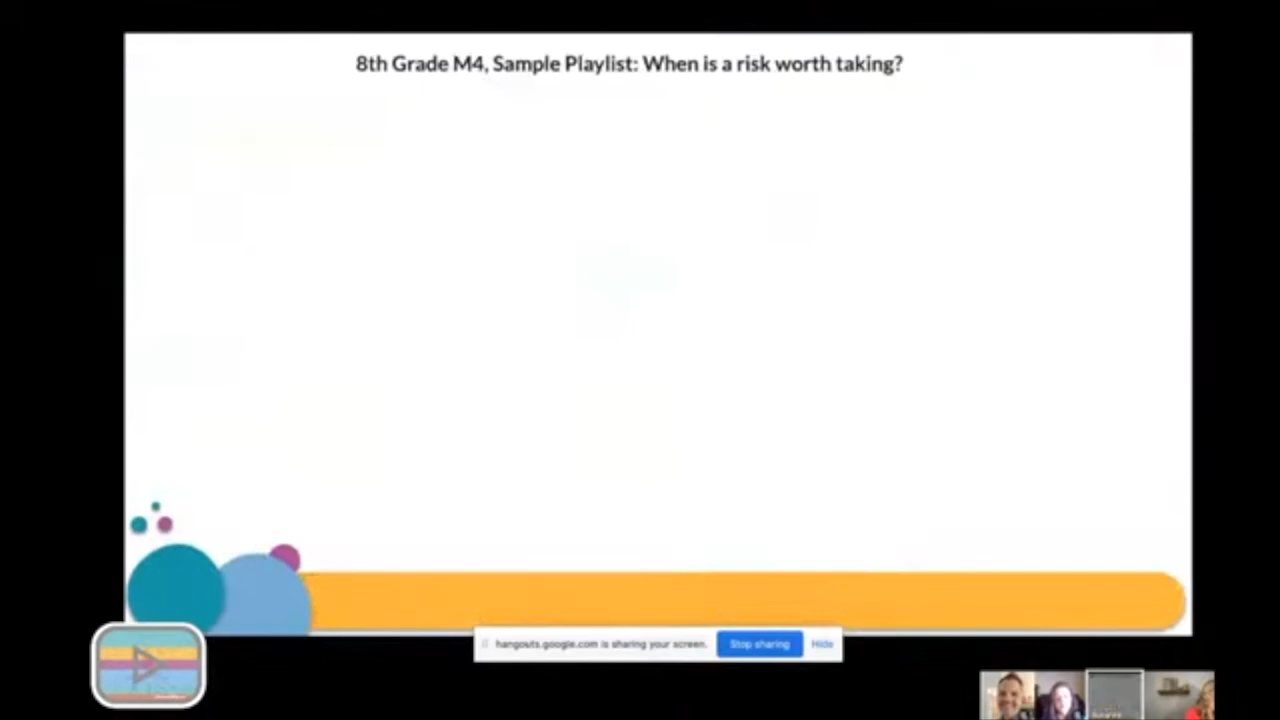 8th Grade M4, Sample Playlist: When is a risk worth taking?
hangouts.google.com is sharing your screen. Stop sharing Hide